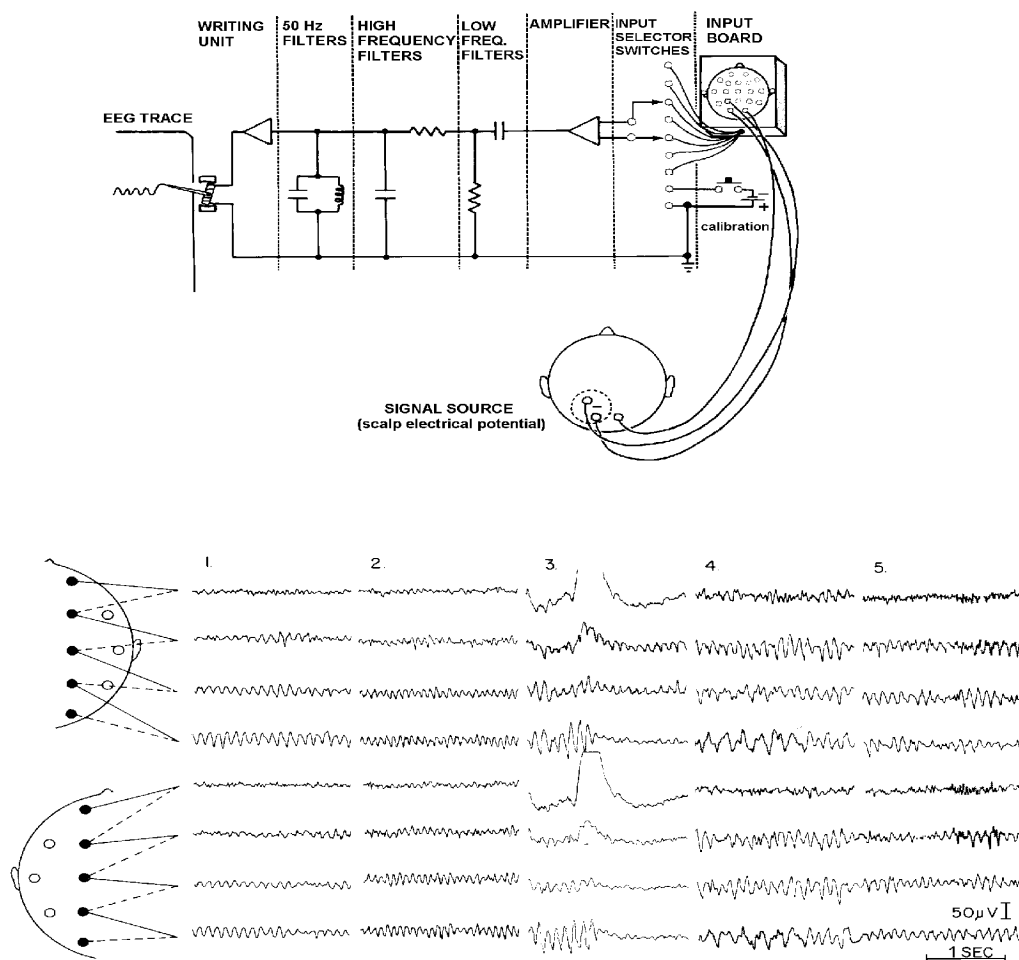 WRITING
UNIT
50 Hz
FILTERS
HIGH
FREQUENCY
FILTERS
LOW
FREQ.
FILTERS
AMPLIFIER
INPUT
SELECTOR
SWITCHES
INPUT
BOARD
EEG TRACE
−
+
calibration
SIGNAL SOURCE
(scalp electrical potential)
−
1.
2.
3.
4.
5.
50µV
1 SEC